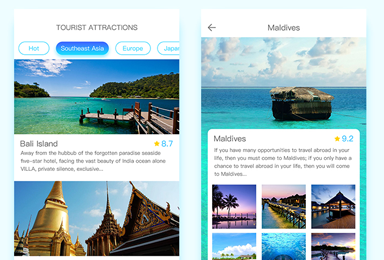 TOURIST ATTRACTIONS
Hot
Southeast Asia
Europe
Japan
Bali Island
8.7
Away from the hubbub of the forgotten paradise seaside
five-star hotel, facing the vast beauty of India ocean alone
VILLA, private silence, exclusive...
Maldives
Maldives
9.2
If you have many opportunities to travel abroad in your
life, then you must come to Maldives; If you only have a
chance to travel abroad in your life, then you will come
to Maldives...